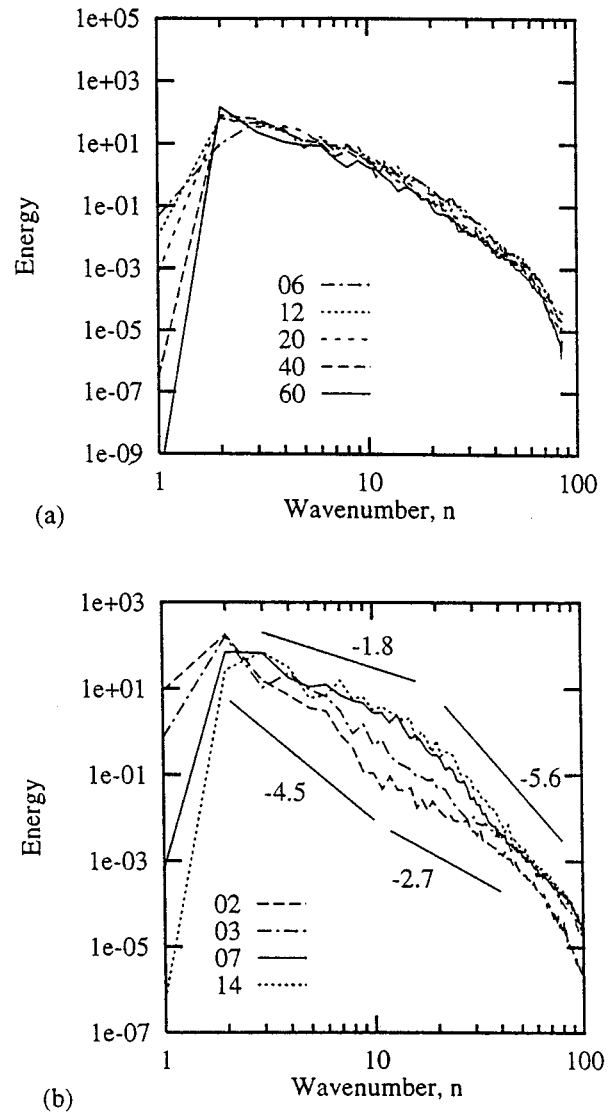 1e+05
1e+03
1e+01
1e-01
1e-03
1e-05
1e-07
1e-09
Energy
06
12
20
40
60
1
10
100
Wavenumber, n
(a)
1e+03
1e+01
1e-01
1e-03
1e-05
1e-07
Energy
-1.8
-5.6
-4.5
-2.7
02
03
07
14
1
10
100
Wavenumber, n
(b)